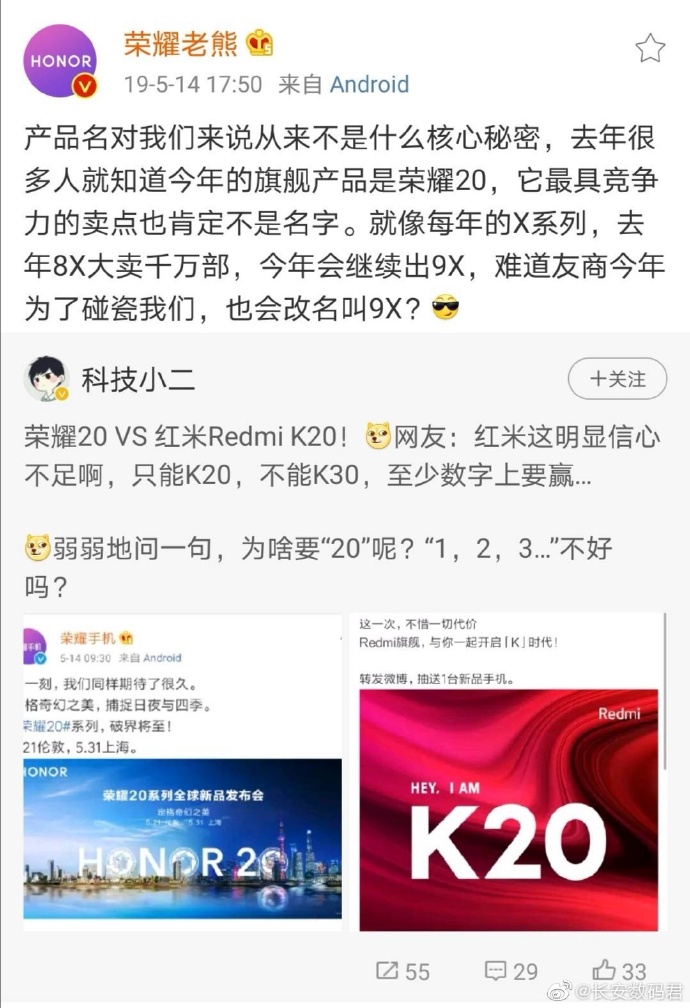 HONOR
荣耀老熊
19-5-14 17:50 来自 Android
产品名对我们来说从来不是什么核心秘密，去年很
多人就知道今年的旗舰产品是荣耀20，它最具竞争
力的卖点也肯定不是名字。就像每年的X系列，去
年8X大卖千万部，今年会继续出9X，难道友商今年
为了碰瓷我们，也会改名叫9X？😎
科技小二
＋关注
荣耀20 VS 红米Redmi K20！网友：红米这明显信心
不足啊，只能K20，不能K30，至少数字上要赢...
弱弱地问一句，为啥要“20”呢？“1，2，3...”不好
吗？
荣耀手机
5-14 09:30 来自 Android
一刻，我们同样期待了很久。
格奇幻之美，捕捉日夜与四季。
荣耀20#系列，破界将至！
21伦敦，5.31上海。
HONOR
荣耀20系列全球新品发布会
定格奇幻之美
HONOR 20
这一次，不惜一切代价
Redmi旗舰，与你一起开启「K」时代！
转发微博，抽送1台新品手机。
Redmi
HEY, I AM
K20
55 29 33
@长安数码君